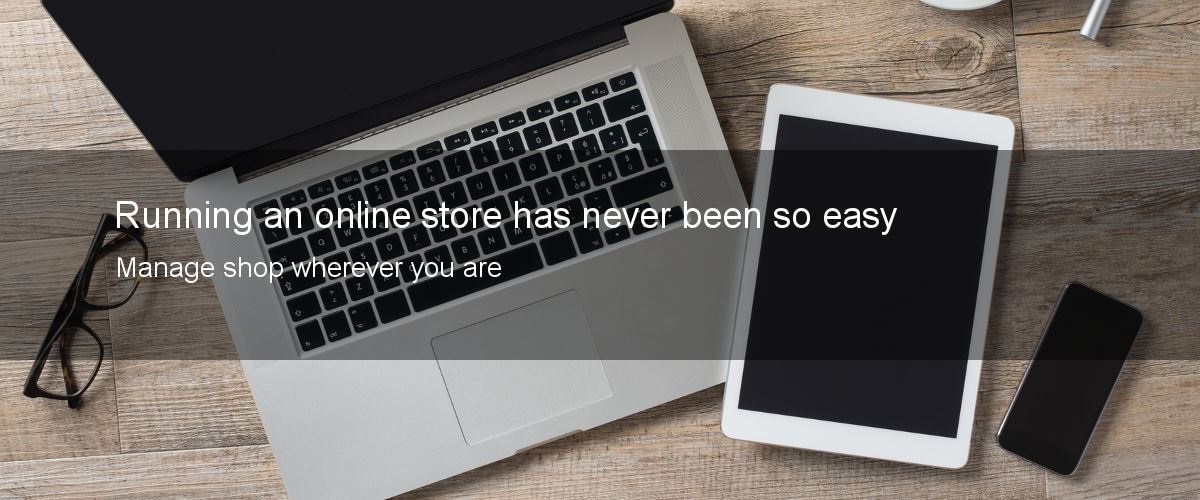 Running an online store has never been so easy
Manage shop wherever you are